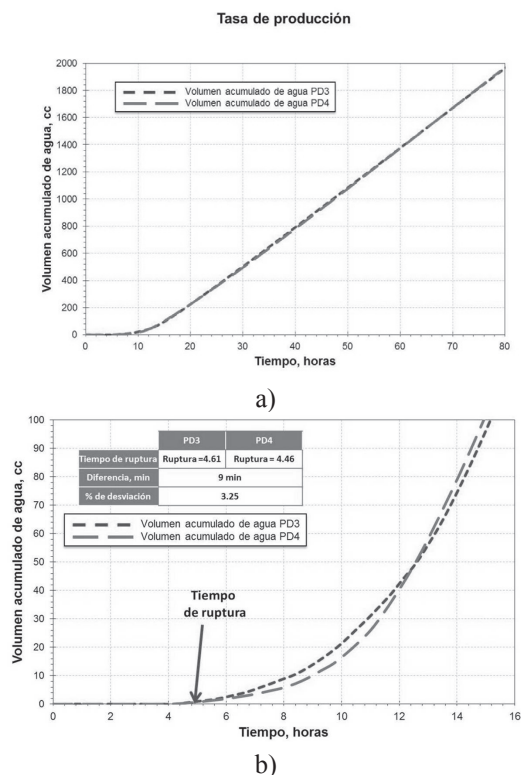 Tasa de producción
Volumen acumulado de agua, cc
2000
1800
1600
1400
1200
1000
800
600
400
200
0
Volumen acumulado de agua PD3
Volumen acumulado de agua PD4
0 10 20 30 40 50 60 70 80
Tiempo, horas
a)
Volumen acumulado de agua, cc
100
90
80
70
60
50
40
30
20
10
0
PD3 PD4
Tiempo de ruptura Ruptura =4.61 Ruptura = 4.46
Diferencia, min 9 min
% de desviación 3.25
Volumen acumulado de agua PD3
Volumen acumulado de agua PD4
Tiempo
de ruptura
0 2 4 6 8 10 12 14 16
Tiempo, horas
b)